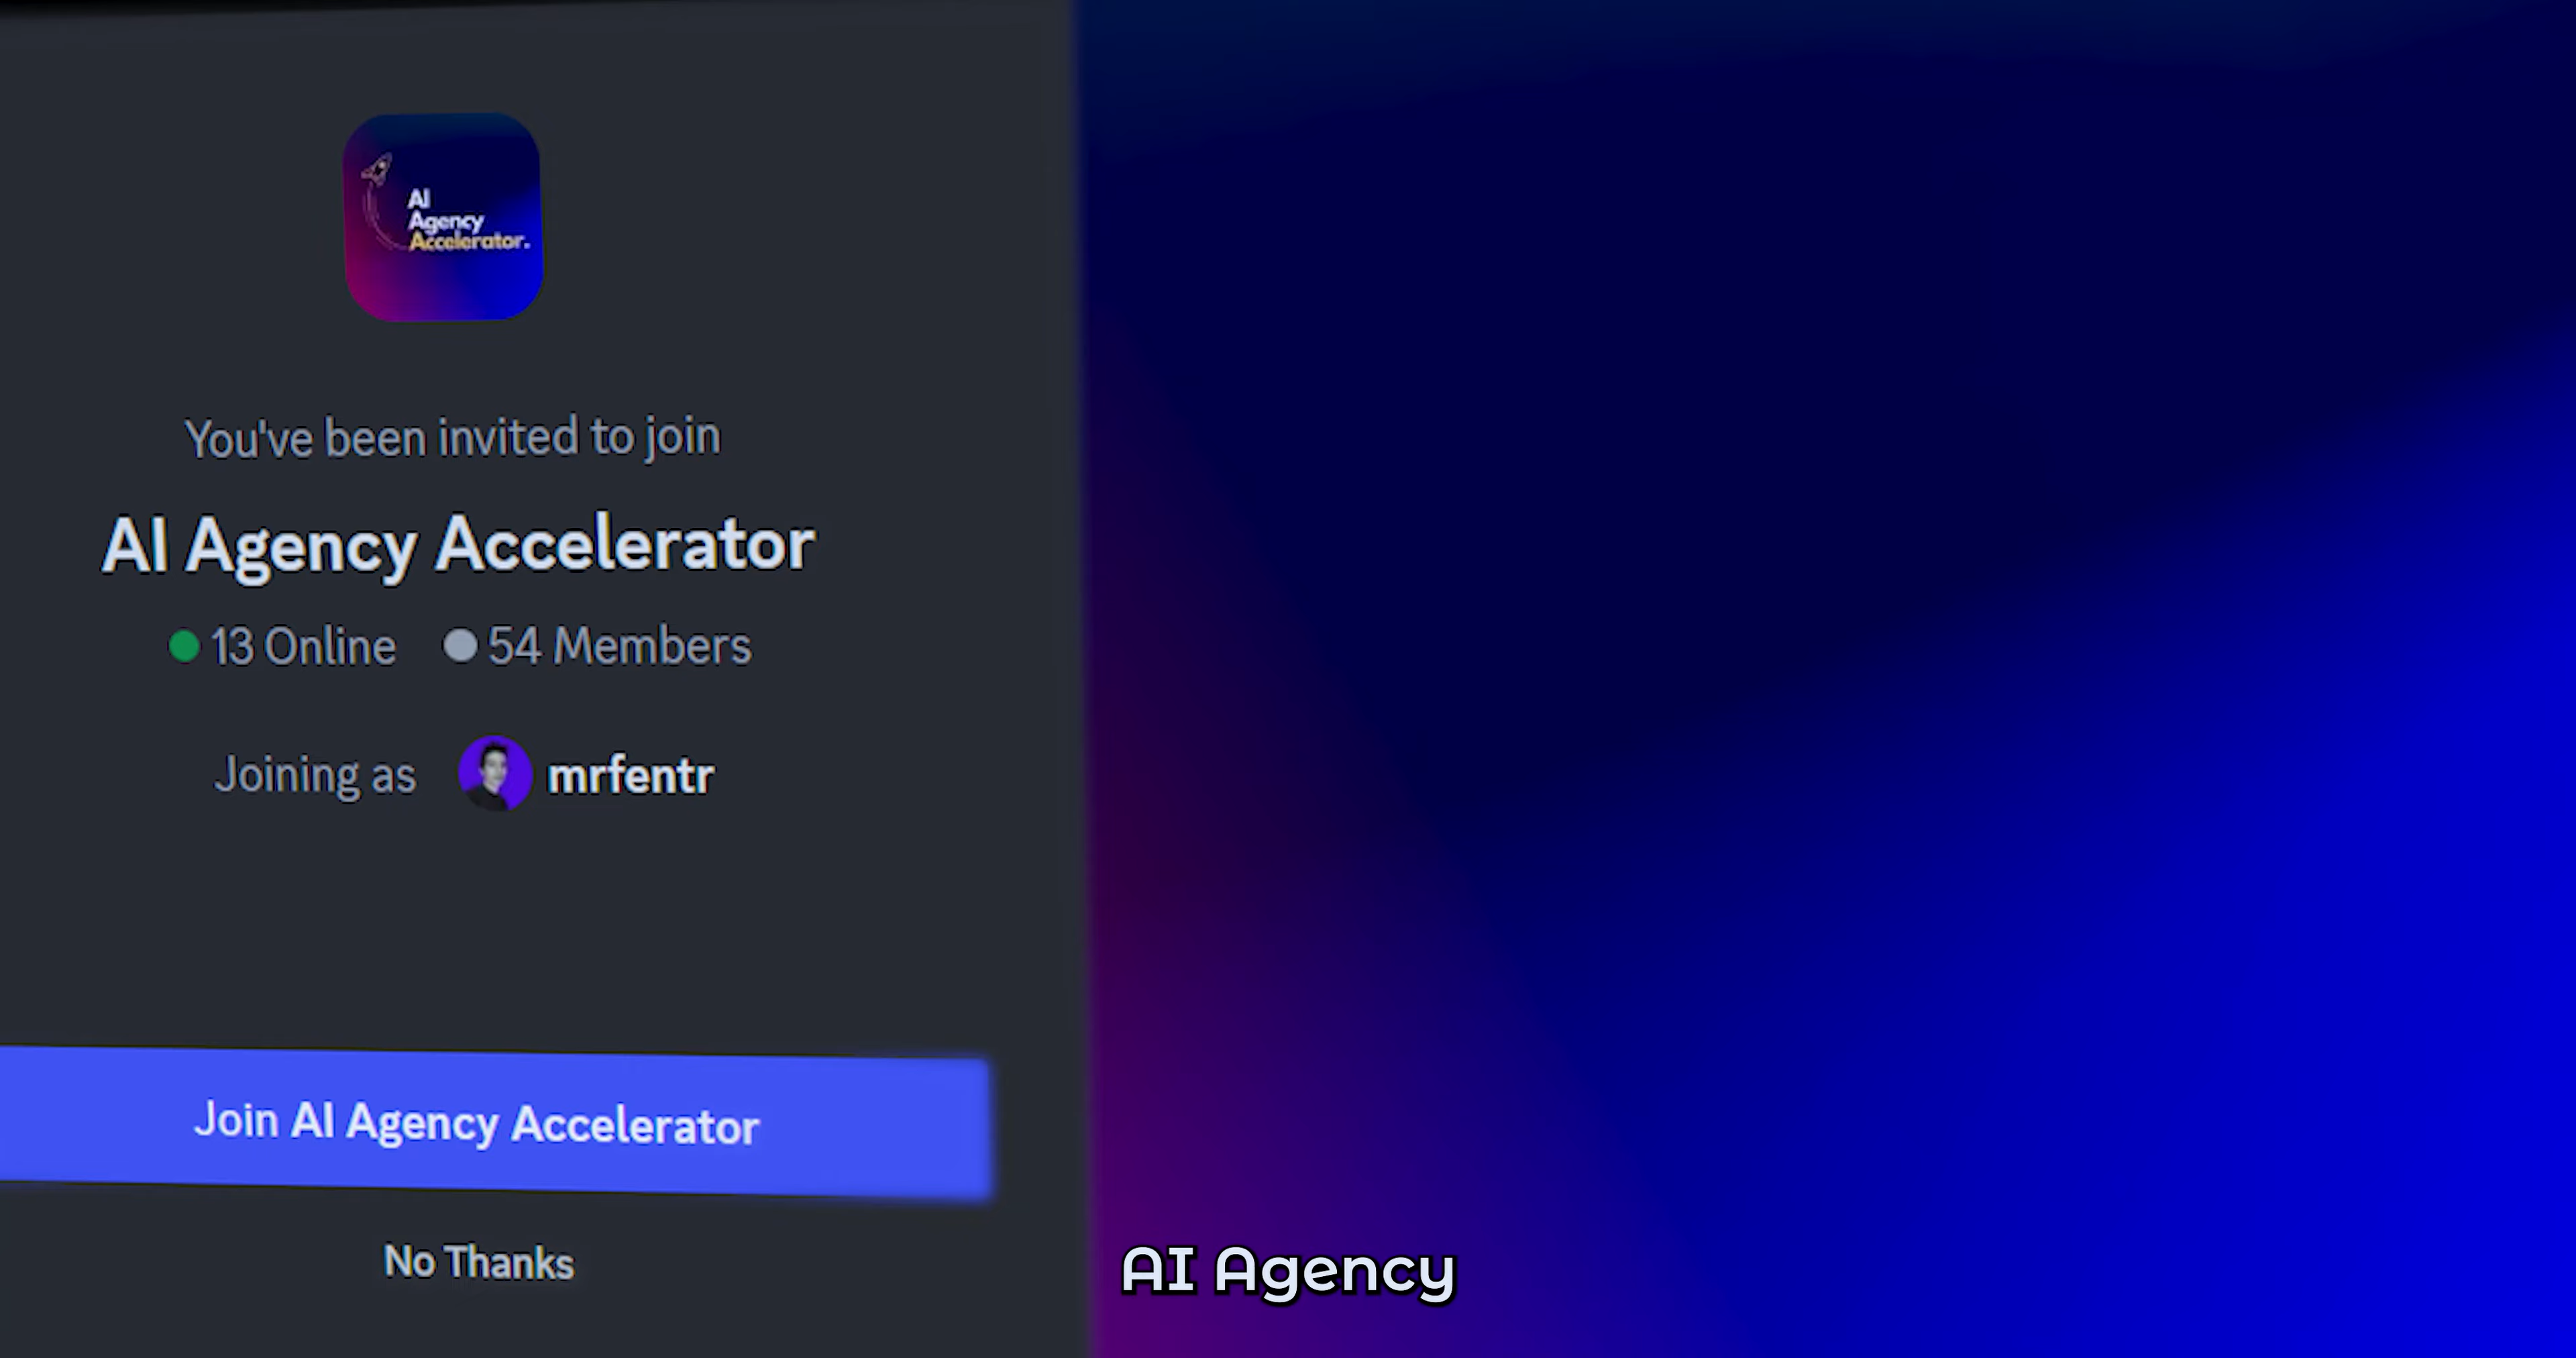 AI
Agency
Accelerator.
You've been invited to join
AI Agency Accelerator
13 Online 54 Members
Joining as mrfentr
Join AI Agency Accelerator
No Thanks
AI Agency